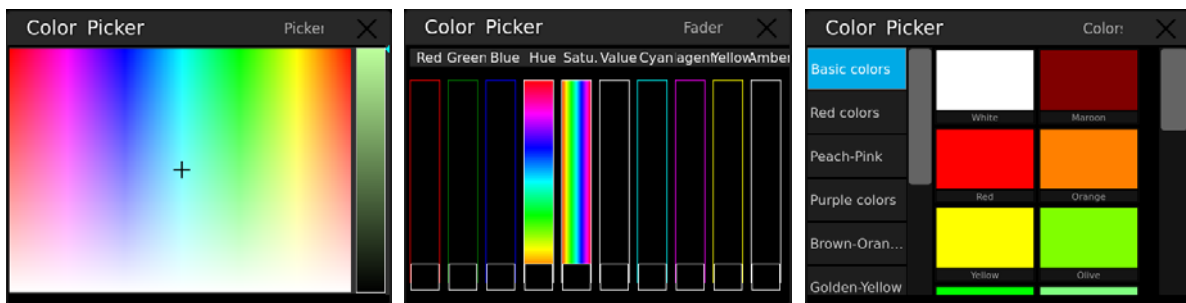 Color Picker Picker
Color Picker Fader
Red Green Blue Hue Satu. Value Cyan agent Yellow Amber
Color Picker Color
Basic colors
Red colors
Peach-Pink
Purple colors
Brown-Oran...
Golden-Yellow
White Maroon
Red Orange
Yellow Olive